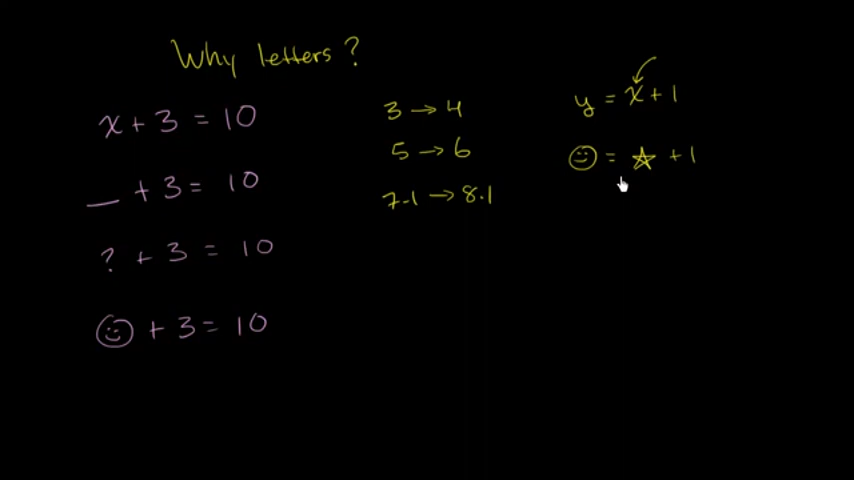 Why letters?
x + 3 = 10
_ + 3 = 10
? + 3 = 10
☺ + 3 = 10
3 → 4
5 → 6
7.1 → 8.1
y = x + 1
☺ = ☆ + 1